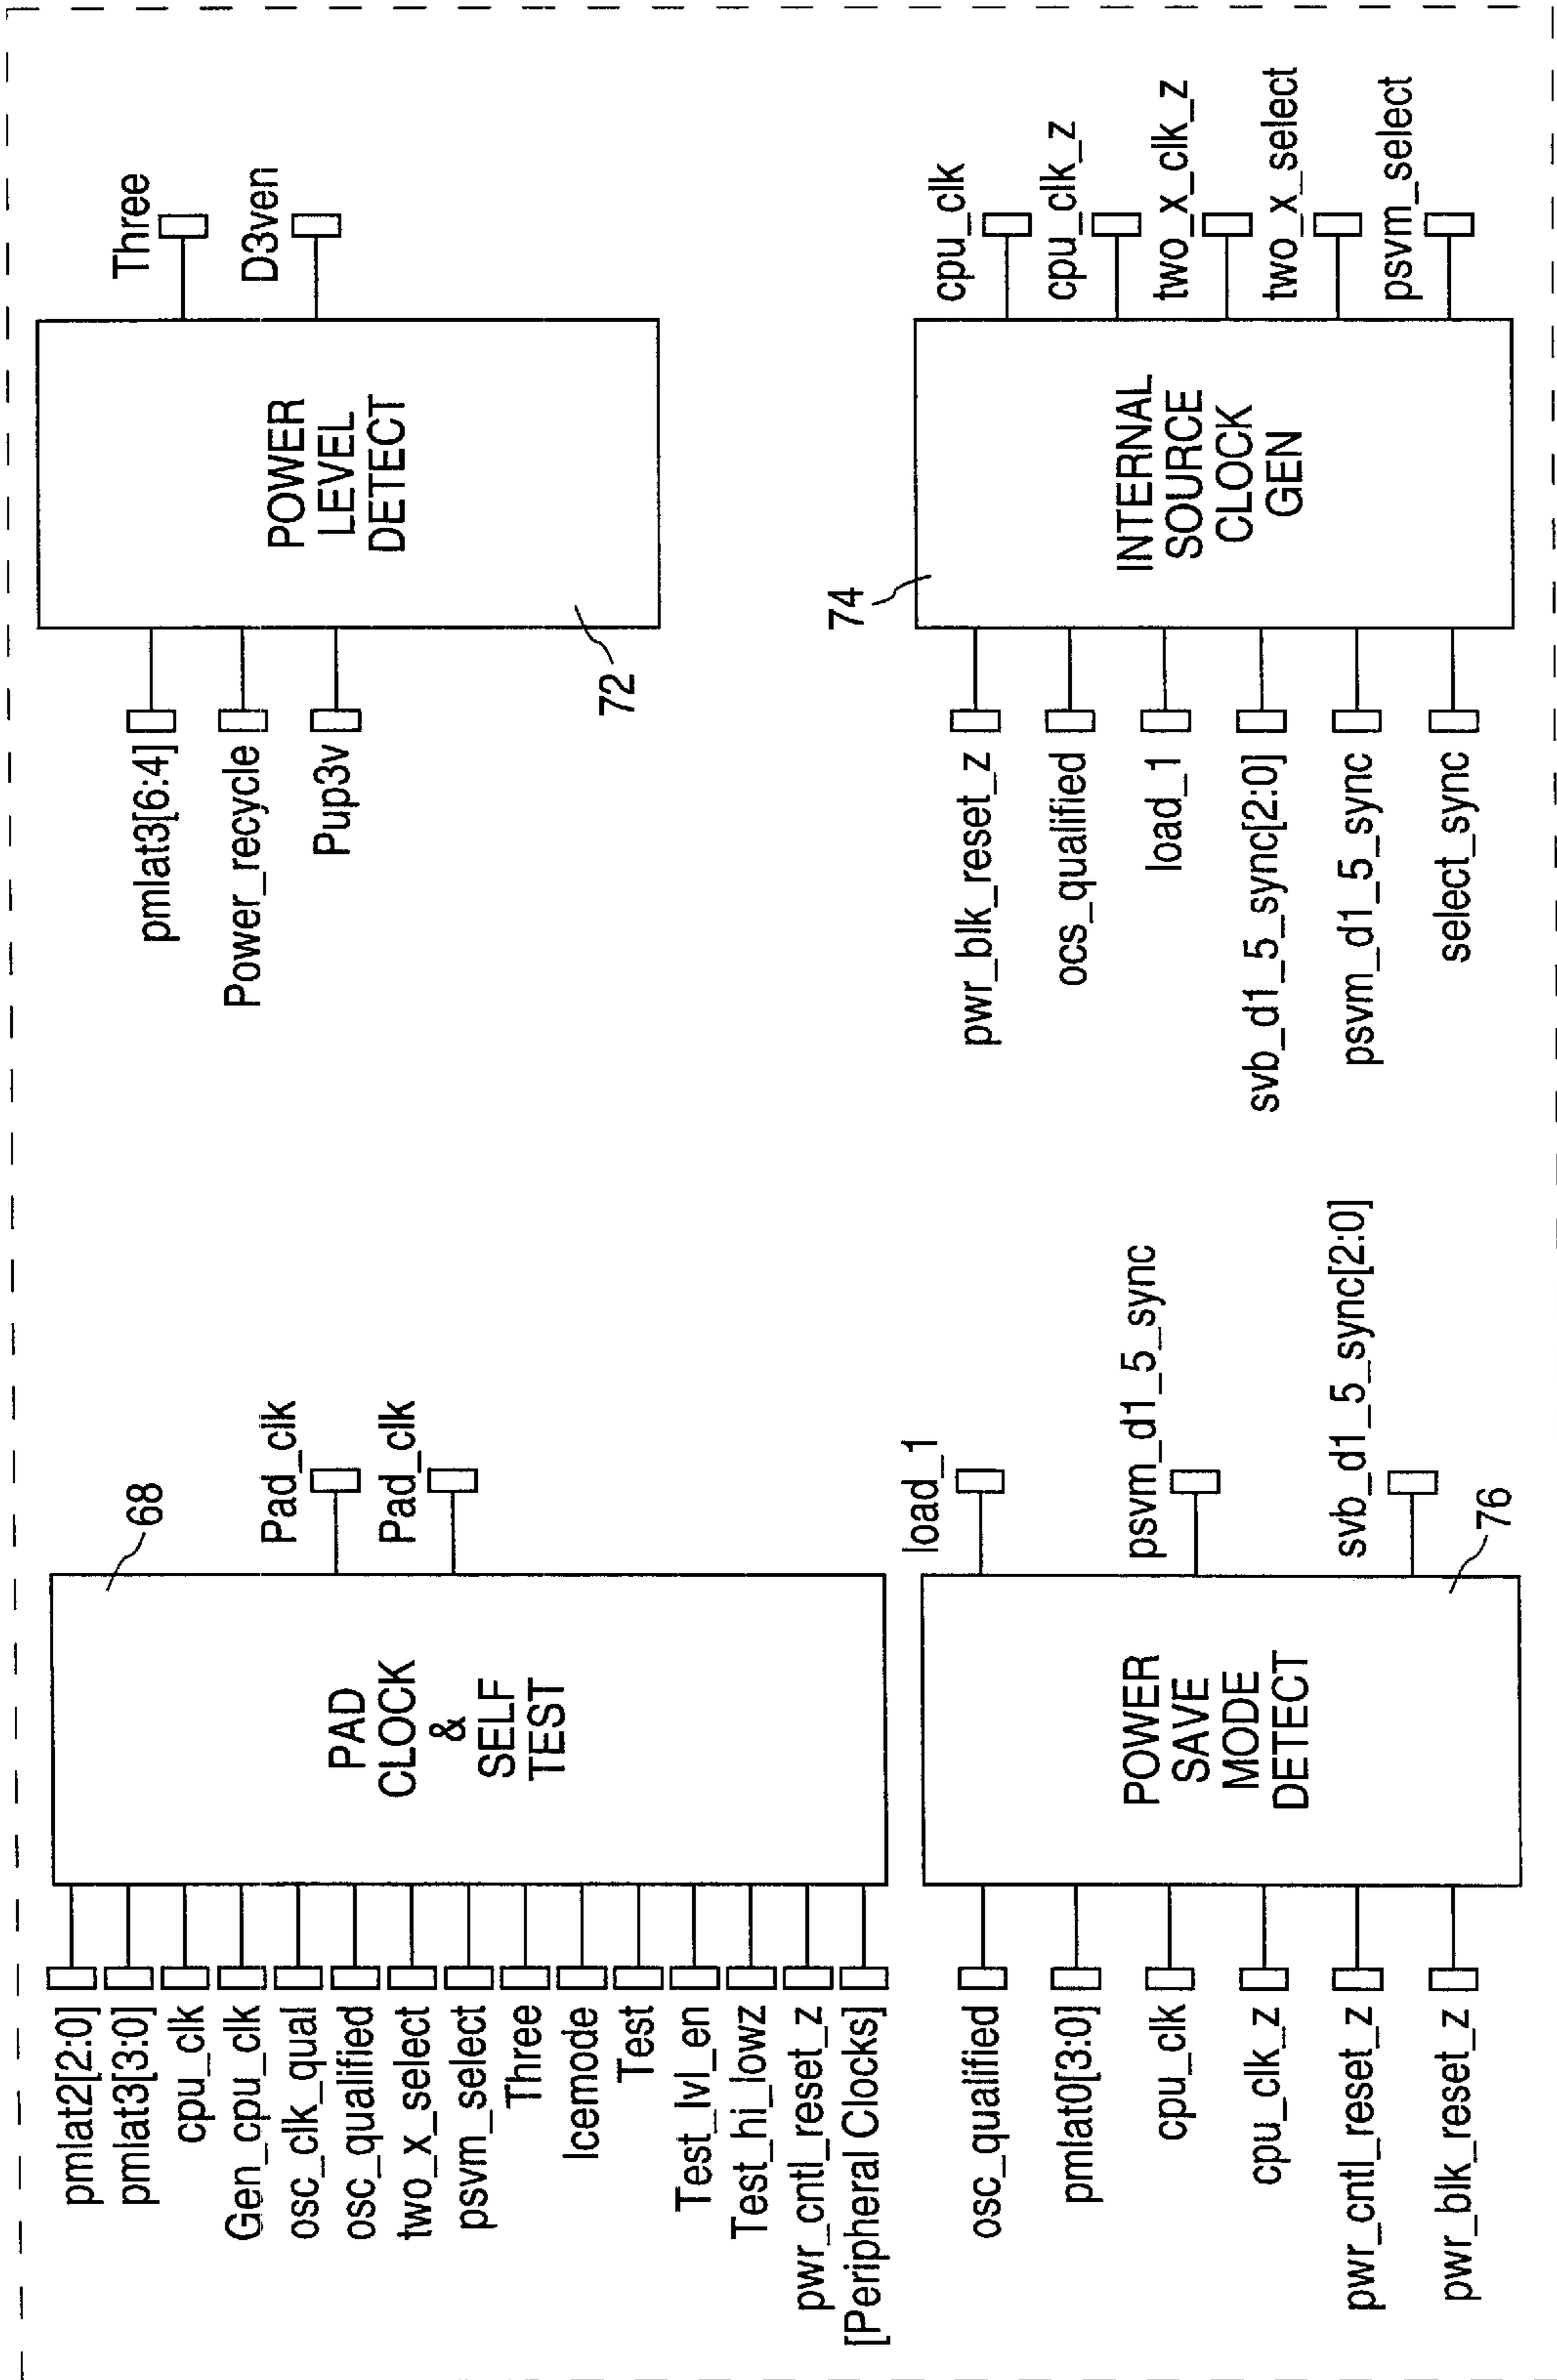 pmlat2[2:0]
pmlat3[3:0]
cpu_clk
Gen_cpu_clk
osc_clk_qual
osc_qualified
two_x_select
psvm_select
Three
Icemode
Test
Test_lvl_en
Test_hi_lowz
pwr_cntl_reset_z
[Peripheral Clocks]
PAD
CLOCK
&
SELF
TEST
68
Pad_clk
Pad_clk
pmlat3[6:4]
Power_recycle
Pup3v
POWER
LEVEL
DETECT
72
Three
D3ven
osc_qualified
pmlat0[3:0]
cpu_clk
cpu_clk_z
pwr_cntl_reset_z
pwr_blk_reset_z
POWER
SAVE
MODE
DETECT
76
load_1
psvm_d1_5_sync
svb_d1_5_sync[2:0]
pwr_blk_reset_z
ocs_qualified
load_1
svb_d1_5_sync[2:0]
psvm_d1_5_sync
select_sync
74
INTERNAL
SOURCE
CLOCK
GEN
cpu_clk
cpu_clk_z
two_x_clk_z
two_x_select
psvm_select